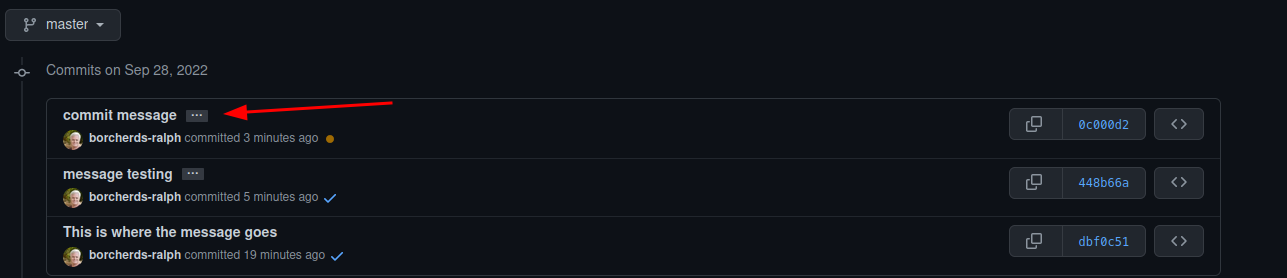 master
Commits on Sep 28, 2022
commit message ...
borcherds-ralph committed 3 minutes ago
0c000d2
message testing ...
borcherds-ralph committed 5 minutes ago
448b66a
This is where the message goes
borcherds-ralph committed 19 minutes ago
dbf0c51